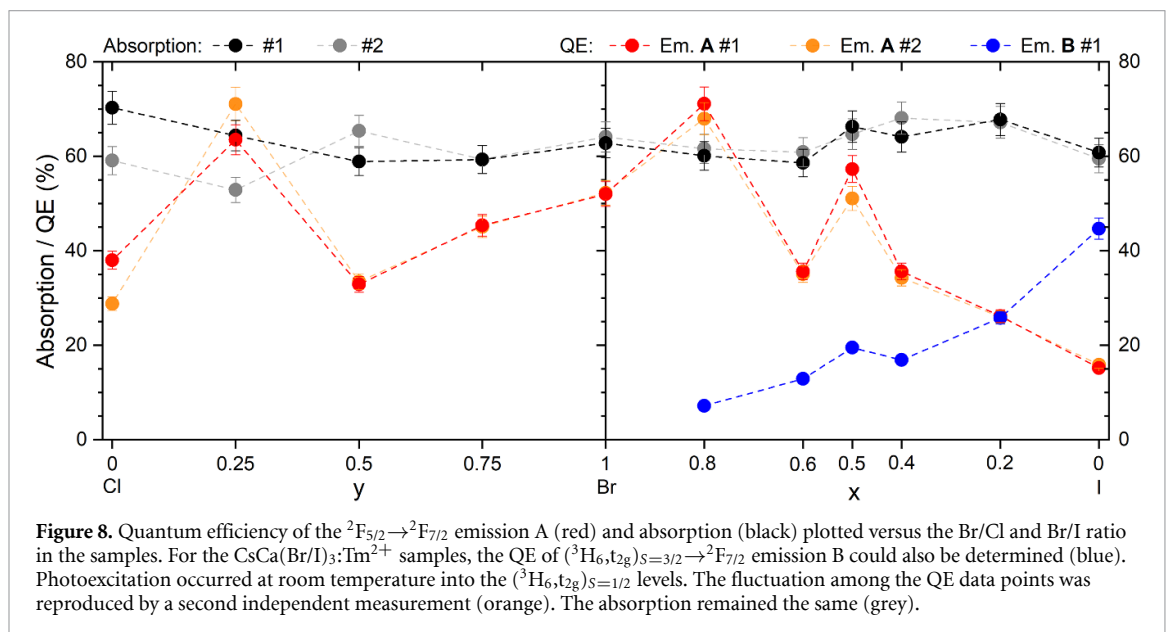 Absorption: #1 #2 QE: Em. A #1 Em. A #2 Em. B #1
80 80
60 60
40 40
20 20
0 0
Absorption / QE (%)
0 0.25 0.5 0.75 1 0.8 0.6 0.5 0.4 0.2 0
Cl y Br x I
Figure 8. Quantum efficiency of the ²F₅/₂→²F₇/₂ emission A (red) and absorption (black) plotted versus the Br/Cl and Br/I ratio
in the samples. For the CsCa(Br/I)₃:Tm²⁺ samples, the QE of (³H₆,t₂g)S=3/2→²F₇/₂ emission B could also be determined (blue).
Photoexcitation occurred at room temperature into the (³H₆,t₂g)S=1/2 levels. The fluctuation among the QE data points was
reproduced by a second independent measurement (orange). The absorption remained the same (grey).